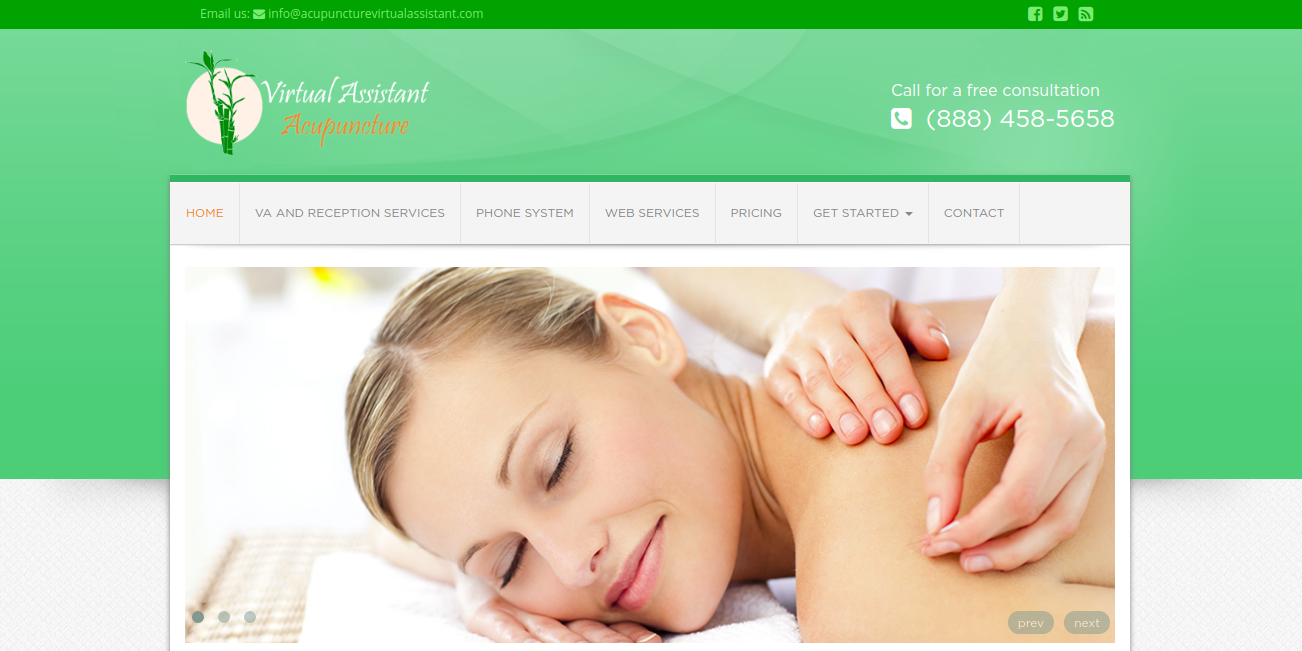 Email us: info@acupuncturevirtualassistant.com
Virtual Assistant
Acupuncture
Call for a free consultation
(888) 458-5658
HOME
VA AND RECEPTION SERVICES
PHONE SYSTEM
WEB SERVICES
PRICING
GET STARTED
CONTACT
prev
next